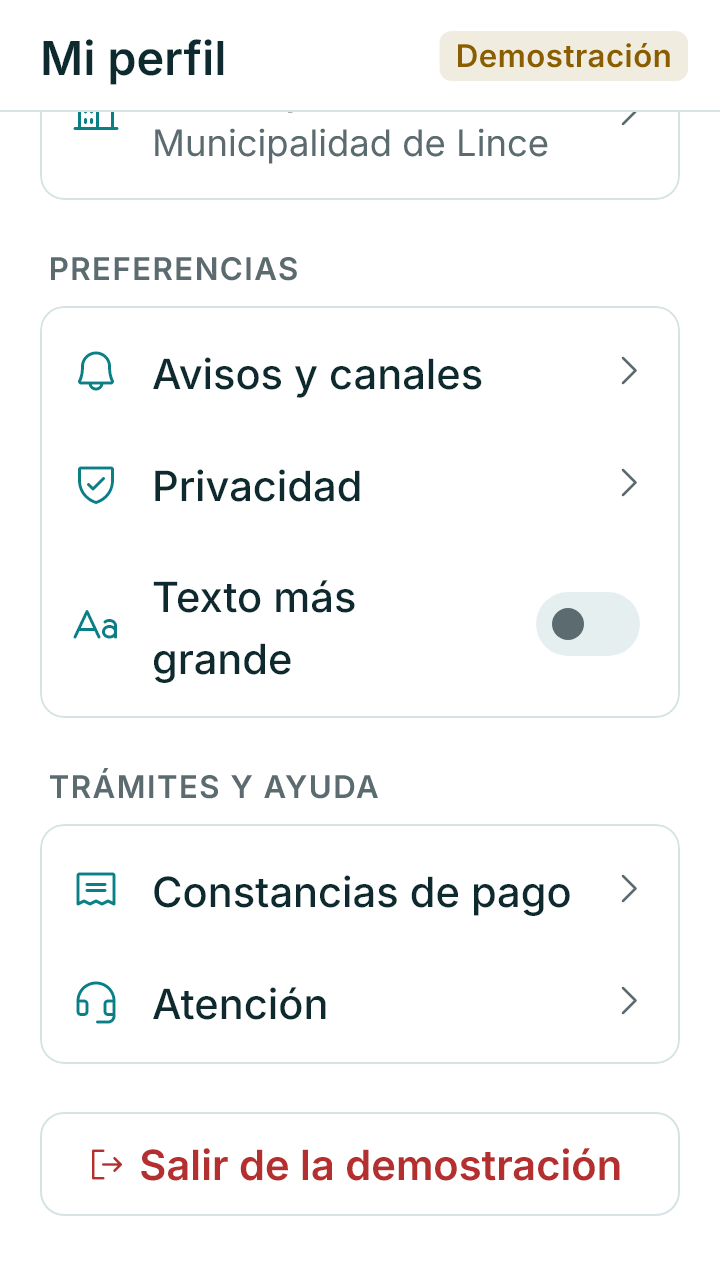 Mi perfil
Demostración
Municipalidad de Lince
PREFERENCIAS
Avisos y canales
Privacidad
Aa
Texto más
grande
TRÁMITES Y AYUDA
Constancias de pago
Atención
Salir de la demostración